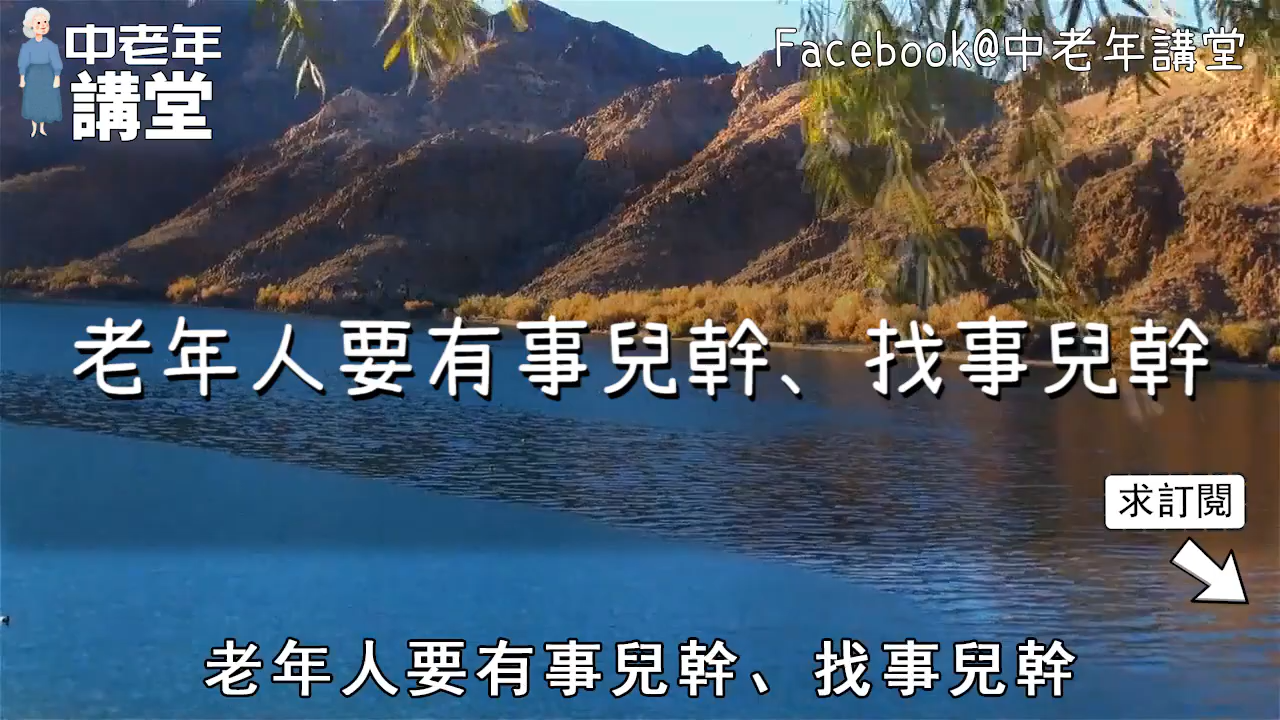 中老年
講堂
Facebook@中老年講堂
老年人要有事兒幹、找事兒幹
求訂閱
老年人要有事兒幹、找事兒幹